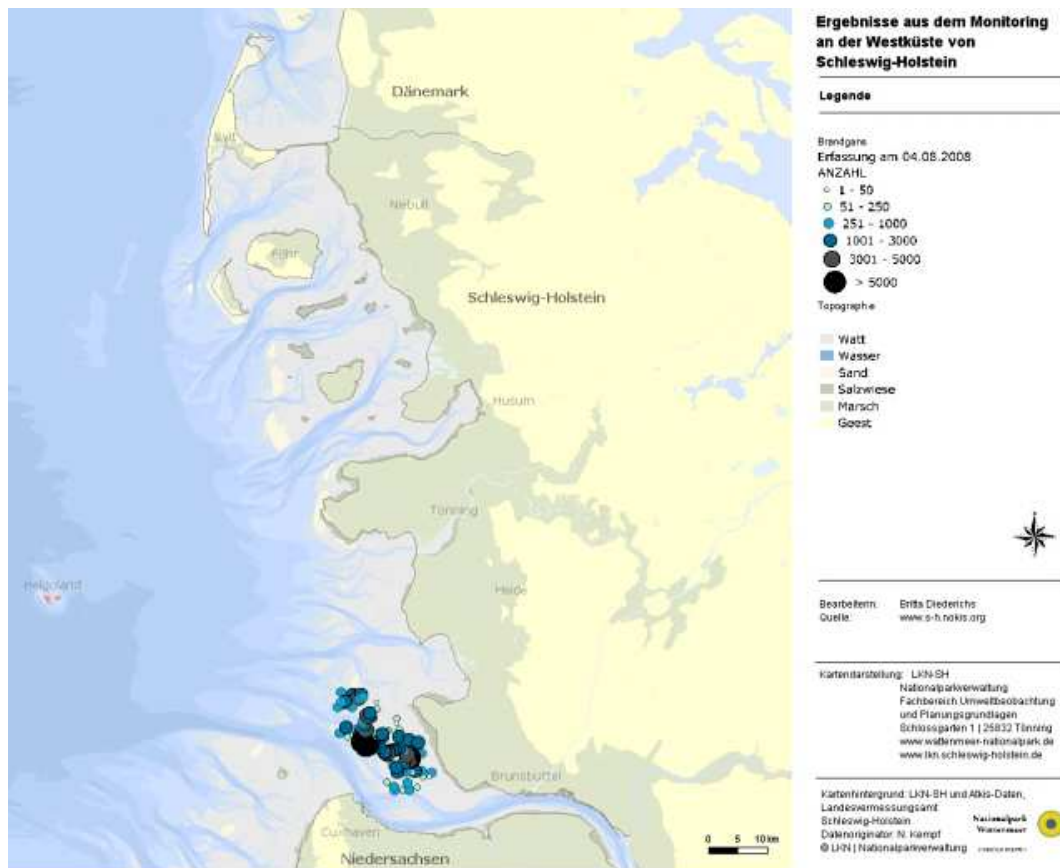 Dänemark
Sylt
Niebüll
Föhr
Schleswig-Holstein
Husum
Tönning
Helgoland
Heide
Brunsbüttel
Cuxhaven
Niedersachsen
0 5 10 km
Ergebnisse aus dem Monitoring
an der Westküste von
Schleswig-Holstein
Legende
Brandgans
Erfassung am 04.08.2008
ANZAHL
1 - 50
51 - 250
251 - 1000
1001 - 3000
3001 - 5000
> 5000
Topographie
Watt
Wasser
Sand
Salzwiese
Marsch
Geest
Bearbeiterin: Britta Diederichs
Quelle: www.s-h.nokis.org
Kartendarstellung: LKN-SH
Nationalparkverwaltung
Fachbereich Umweltbeobachtung
und Planungsgrundlagen
Schlossgarten 1 | 25832 Tönning
www.wattenmeer-nationalpark.de
www.lkn.schleswig-holstein.de
Kartenhintergrund: LKN-SH und Atkis-Daten,
Landesvermessungsamt
Schleswig-Holstein
Datenoriginator: N. Kempf
© LKN | Nationalparkverwaltung
Nationalpark
Wattenmeer